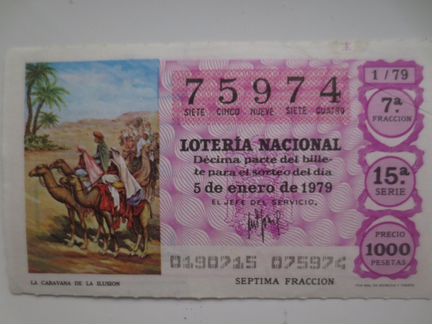 75974
SIETE CINCO NUEVE SIETE CUATRO
1 / 79
7ª
FRACCION
LOTERÍA NACIONAL
Décima parte del bille-
te para el sorteo del día
5 de enero de 1979
EL JEFE DEL SERVICIO,
15ª
SERIE
PRECIO
1000
PESETAS
0190715 075974
LA CARAVANA DE LA ILUSION
SEPTIMA FRACCION